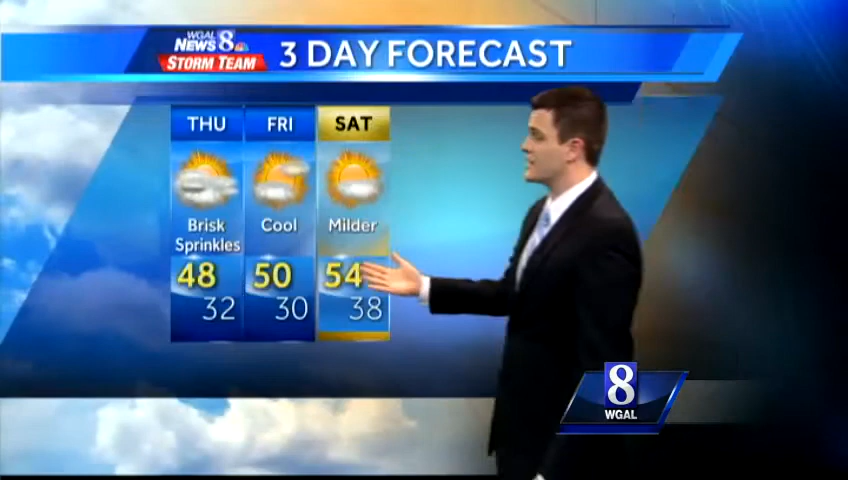 WGAL
NEWS 8
STORM TEAM
3 DAY FORECAST
THU FRI SAT
Brisk Cool Milder
Sprinkles
48 50 54
32 30 38
8
WGAL